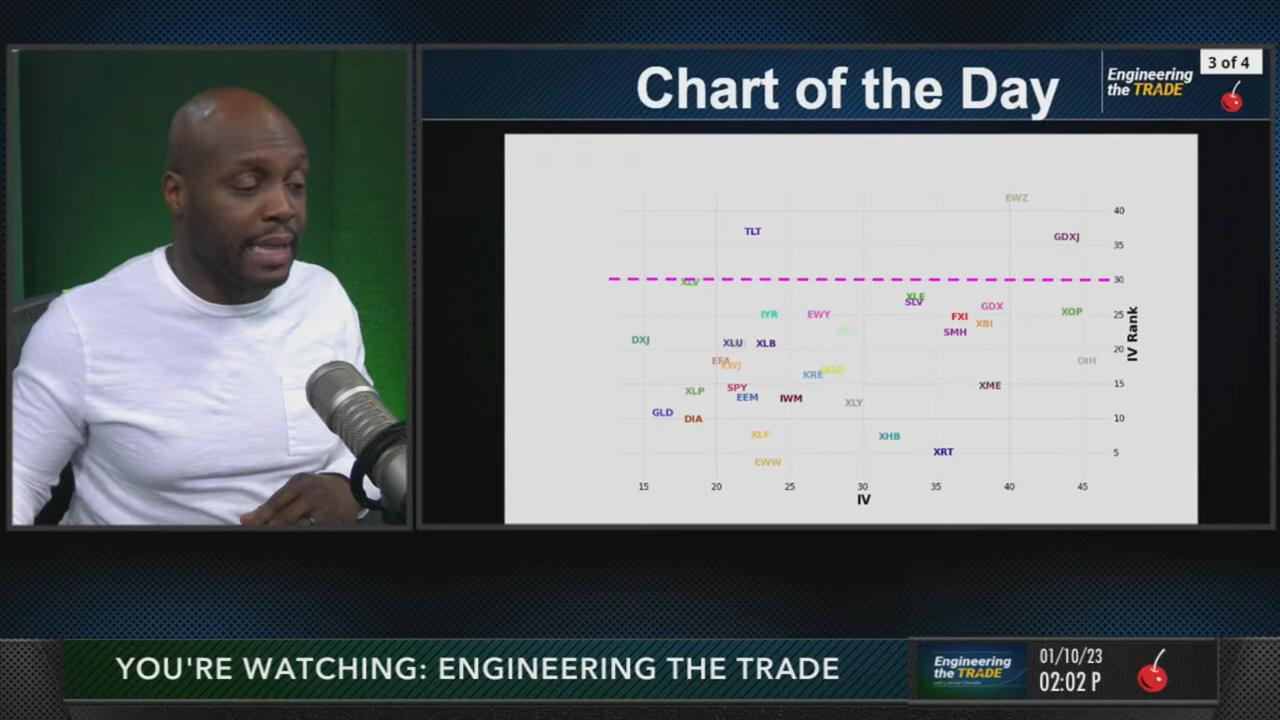 Chart of the Day
Engineering
the TRADE
3 of 4
EWZ
40
TLT
GDXJ
35
XLV
30
XLE
SLV
GDX
XOP
IYR
EWY
FXI
25
XBI
SMH
DXJ
XLU
XLB
20
EFA
EWJ
OIH
KRE
QQQ
XME
15
XLP
SPY
EEM
IWM
XLY
GLD
DIA
10
XLF
XHB
EWW
XRT
5
IV Rank
15
20
25
30
35
40
45
IV
YOU'RE WATCHING: ENGINEERING THE TRADE
Engineering
the TRADE
01/10/23
02:02 P